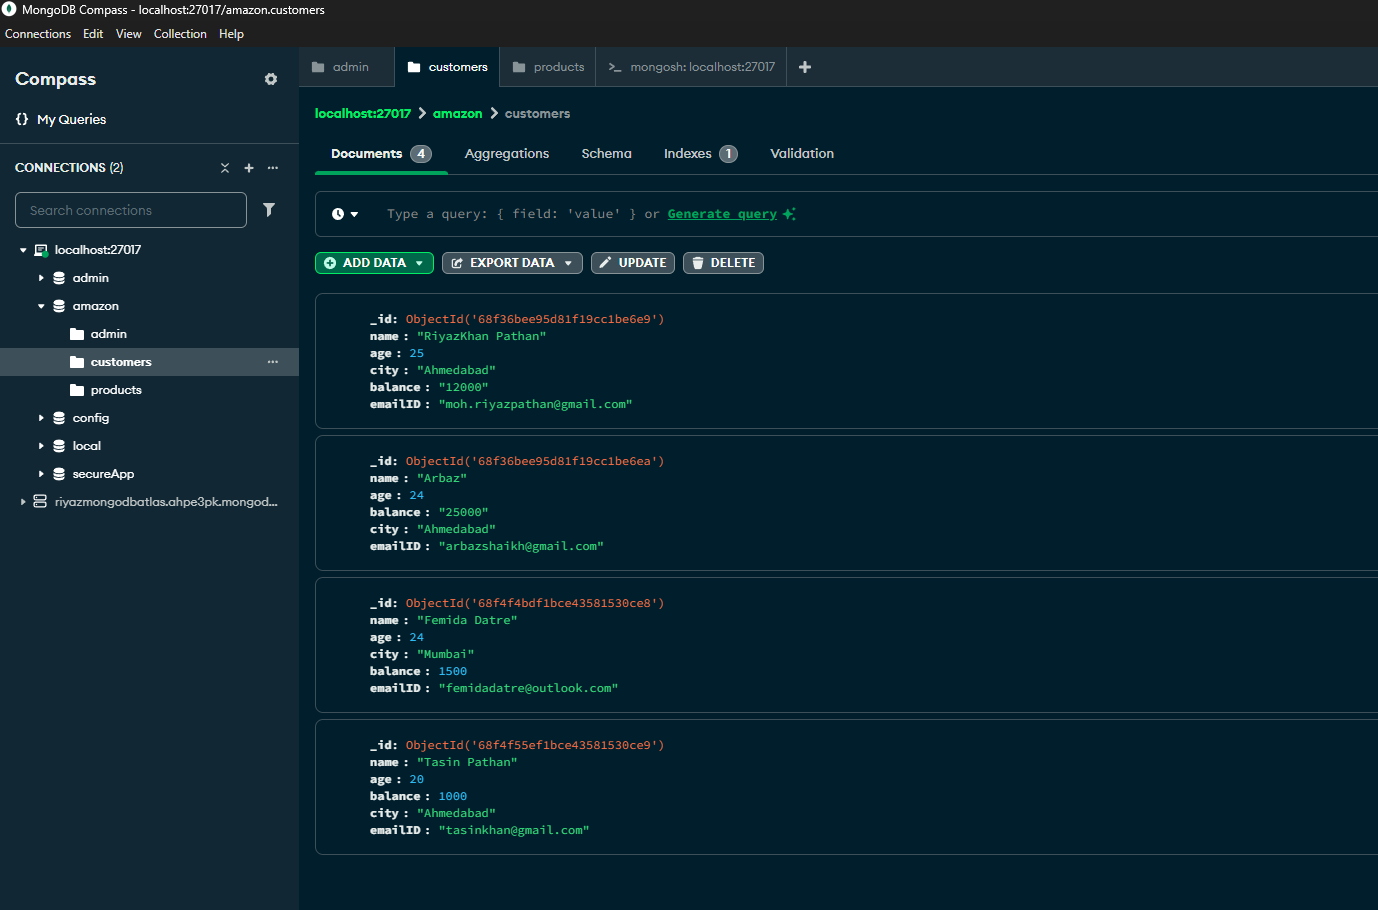 MongoDB Compass - localhost:27017/amazon.customers
Connections Edit View Collection Help
Compass
{} My Queries
CONNECTIONS (2)
Search connections
localhost:27017
admin
amazon
admin
customers
products
config
local
secureApp
riyazmongodbatlas.ahpe3pk.mongod...
admin customers products >_ mongosh: localhost:27017 +
localhost:27017 > amazon > customers
Documents 4 Aggregations Schema Indexes 1 Validation
Type a query: { field: 'value' } or Generate query
ADD DATA EXPORT DATA UPDATE DELETE
_id: ObjectId('68f36bee95d81f19cc1be6e9')
name : "RiyazKhan Pathan"
age : 25
city : "Ahmedabad"
balance : "12000"
emailID : "moh.riyazpathan@gmail.com"
_id: ObjectId('68f36bee95d81f19cc1be6ea')
name : "Arbaz"
age : 24
balance : "25000"
city : "Ahmedabad"
emailID : "arbazshaikh@gmail.com"
_id: ObjectId('68f4f4bdf1bce43581530ce8')
name : "Femida Datre"
age : 24
city : "Mumbai"
balance : 1500
emailID : "femidadatre@outlook.com"
_id: ObjectId('68f4f55ef1bce43581530ce9')
name : "Tasin Pathan"
age : 20
balance : 1000
city : "Ahmedabad"
emailID : "tasinkhan@gmail.com"